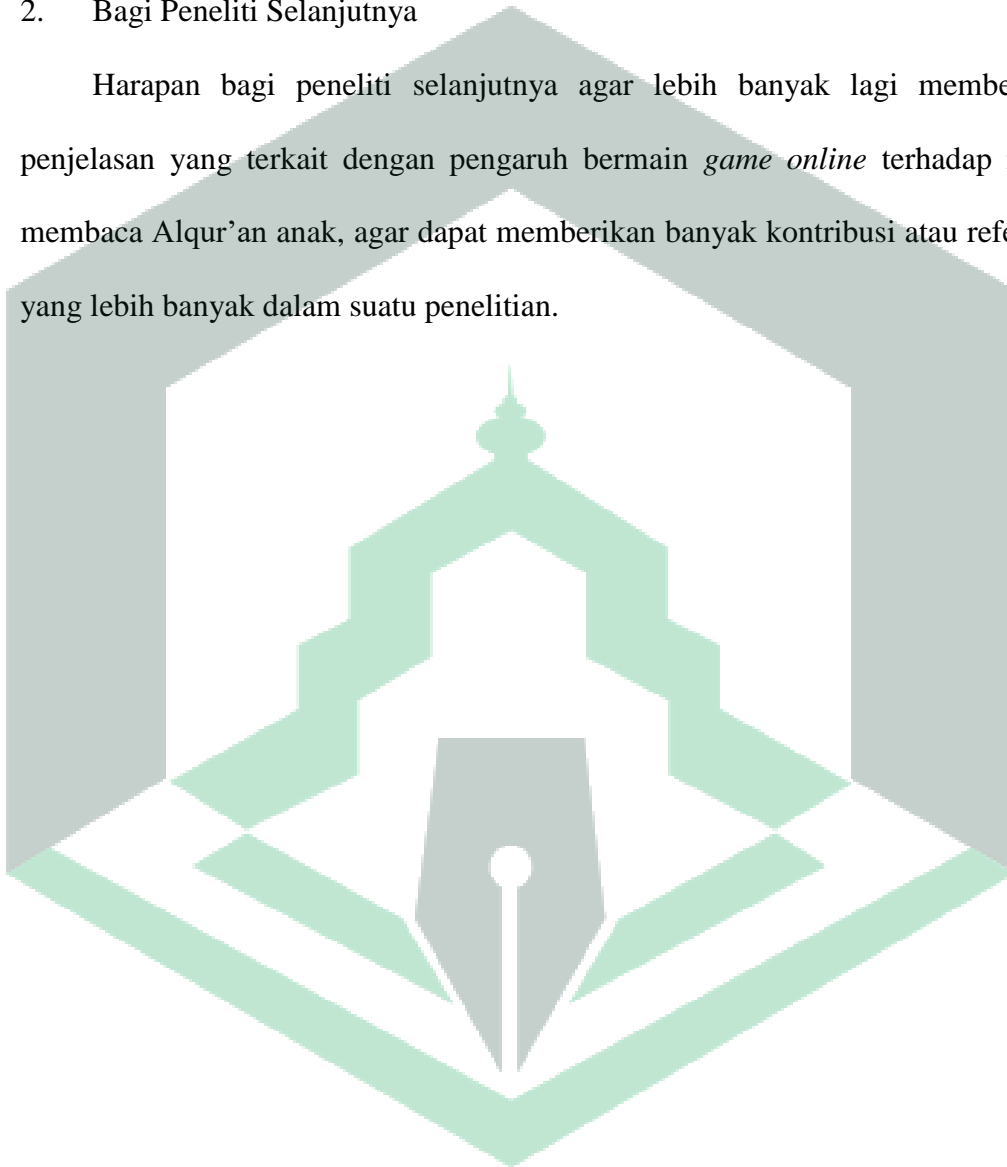 2. Bagi Peneliti Selanjutnya
Harapan bagi peneliti selanjutnya agar lebih banyak lagi membe
penjelasan yang terkait dengan pengaruh bermain game online terhadap
membaca Alqur’an anak, agar dapat memberikan banyak kontribusi atau refe
yang lebih banyak dalam suatu penelitian.